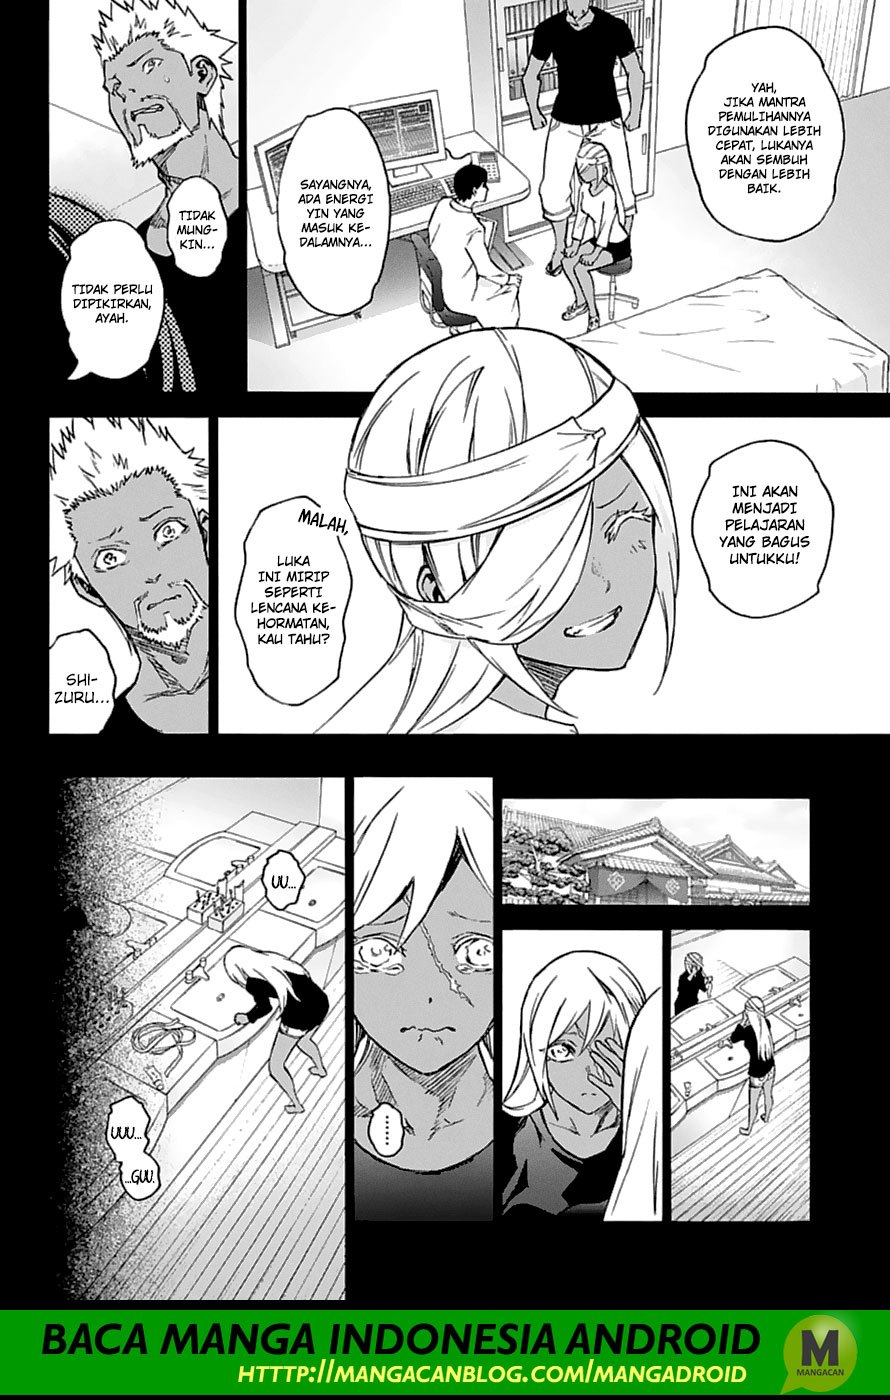 YAH,
JIKA MANTRA
PEMULIHANNYA
DIGUNAKAN LEBIH
CEPAT, LUKANYA
AKAN SEMBUH
DENGAN LEBIH
BAIK.
SAYANGNYA,
ADA ENERGI
YIN YANG
MASUK KE-
DALAMNYA...
TIDAK
MUNG-
KIN...
TIDAK PERLU
DIPIKIRKAN,
AYAH.
INI AKAN
MENJADI
PELAJARAN
YANG BAGUS
UNTUKKU!
MALAH,
LUKA
INI MIRIP
SEPERTI
LENCANA KE-
HORMATAN,
KAU TAHU?
SHI-
ZURU...
........
UU...
UUU...
...GUU.
BACA MANGA INDONESIA ANDROID
HTTTP://MANGACANBLOG.COM/MANGADROID
M
MANGACAN